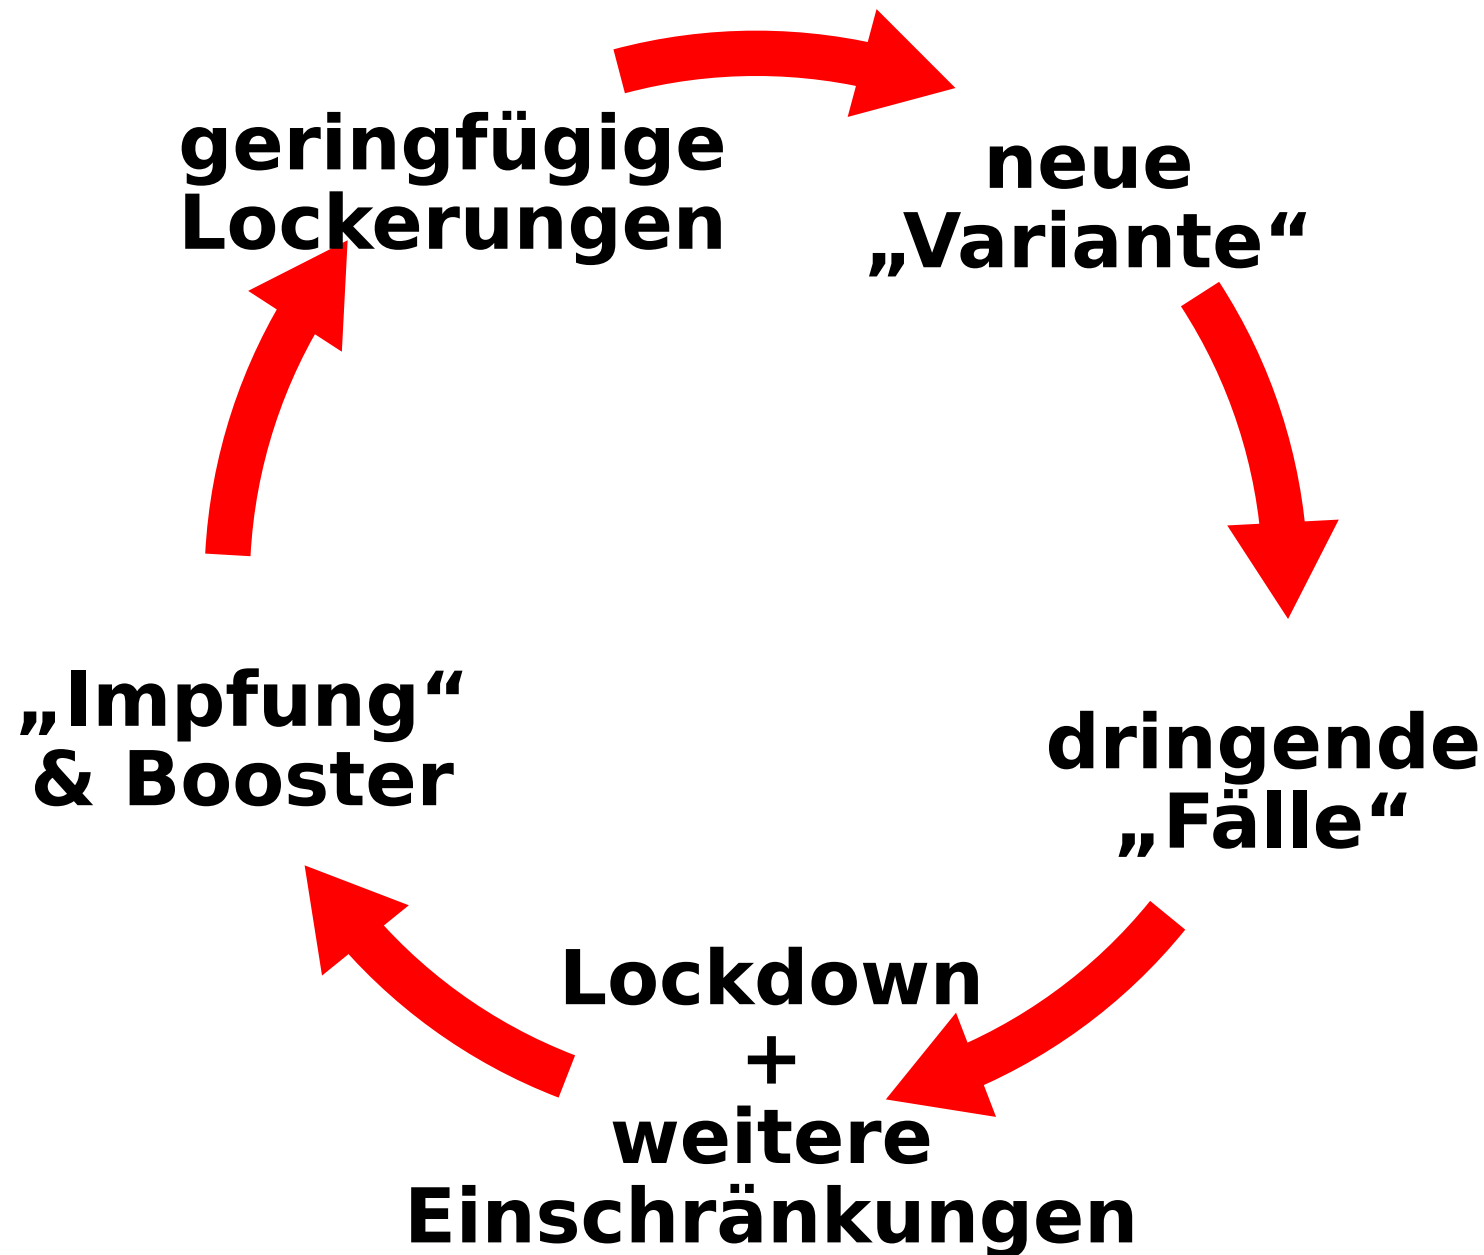 geringfügige
Lockerungen
neue
„Variante“
dringende
„Fälle“
Lockdown
+
weitere
Einschränkungen
„Impfung“
& Booster